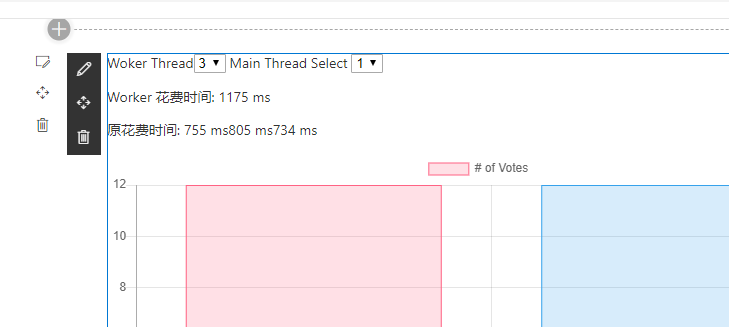 Woker Thread 3 Main Thread Select 1
Worker 花费时间: 1175 ms
原花费时间: 755 ms805 ms734 ms
# of Votes
12
10
8